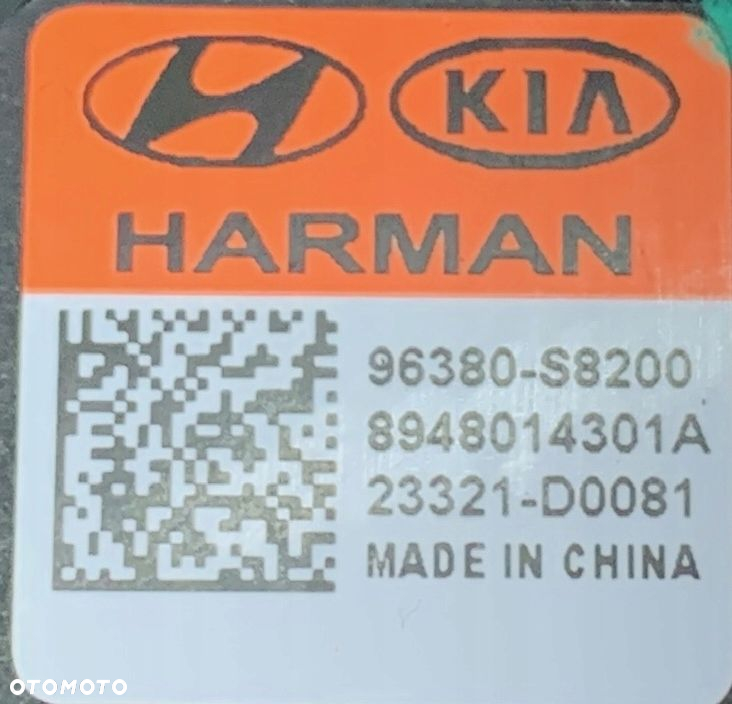 KIA
HARMAN
96380-S8200
8948014301A
23321-D0081
MADE IN CHINA
OTOMOTO